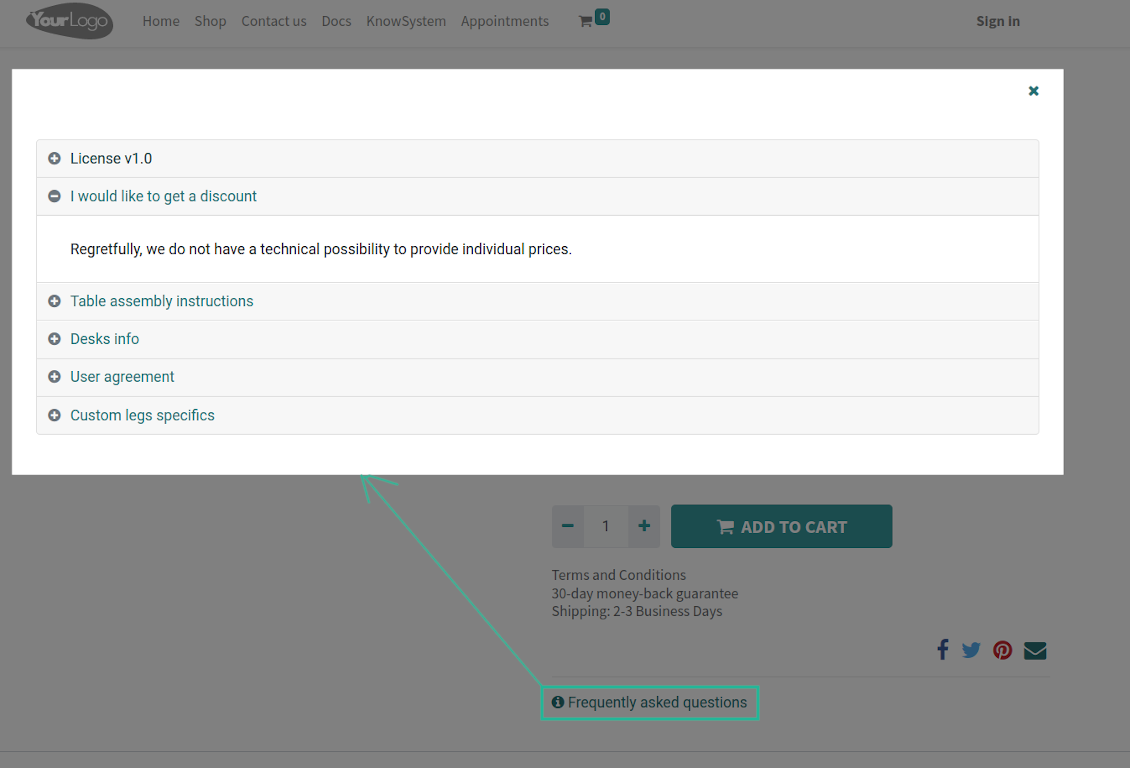 YourLogo
Home Shop Contact us Docs KnowSystem Appointments 0 Sign in
License v1.0
I would like to get a discount
Regretfully, we do not have a technical possibility to provide individual prices.
Table assembly instructions
Desks info
User agreement
Custom legs specifics
1 ADD TO CART
Terms and Conditions
30-day money-back guarantee
Shipping: 2-3 Business Days
Frequently asked questions